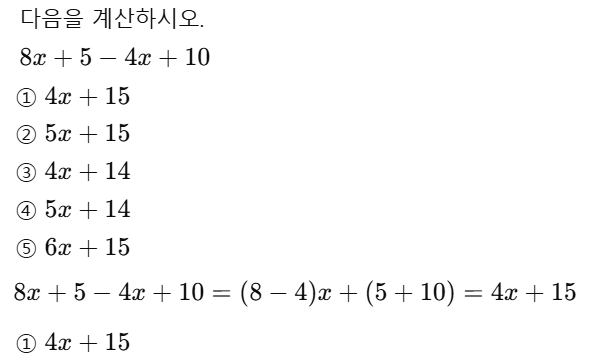 다음을 계산하시오.
8x + 5 − 4x + 10
① 4x + 15
② 5x + 15
③ 4x + 14
④ 5x + 14
⑤ 6x + 15
8x + 5 − 4x + 10 = (8 − 4)x + (5 + 10) = 4x + 15
① 4x + 15